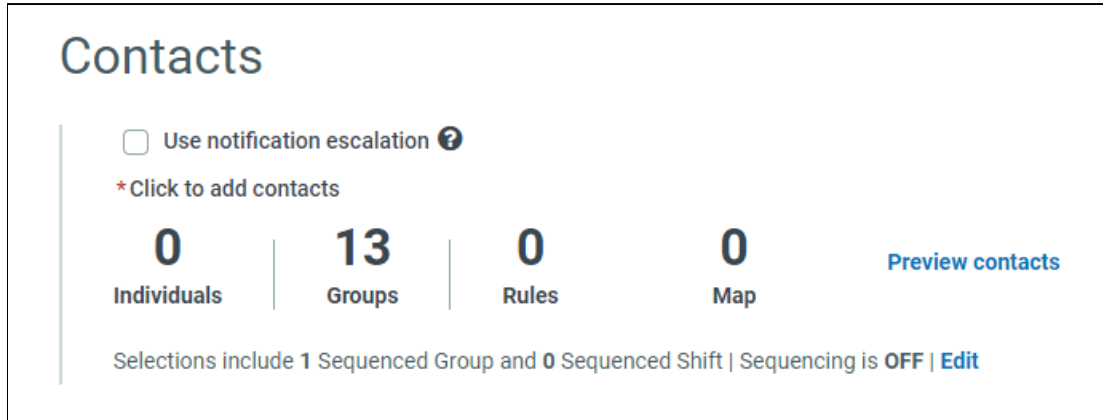 Contacts
Use notification escalation ?
*Click to add contacts
0 13 0 0
Individuals Groups Rules Map
Preview contacts
Selections include 1 Sequenced Group and 0 Sequenced Shift | Sequencing is OFF | Edit